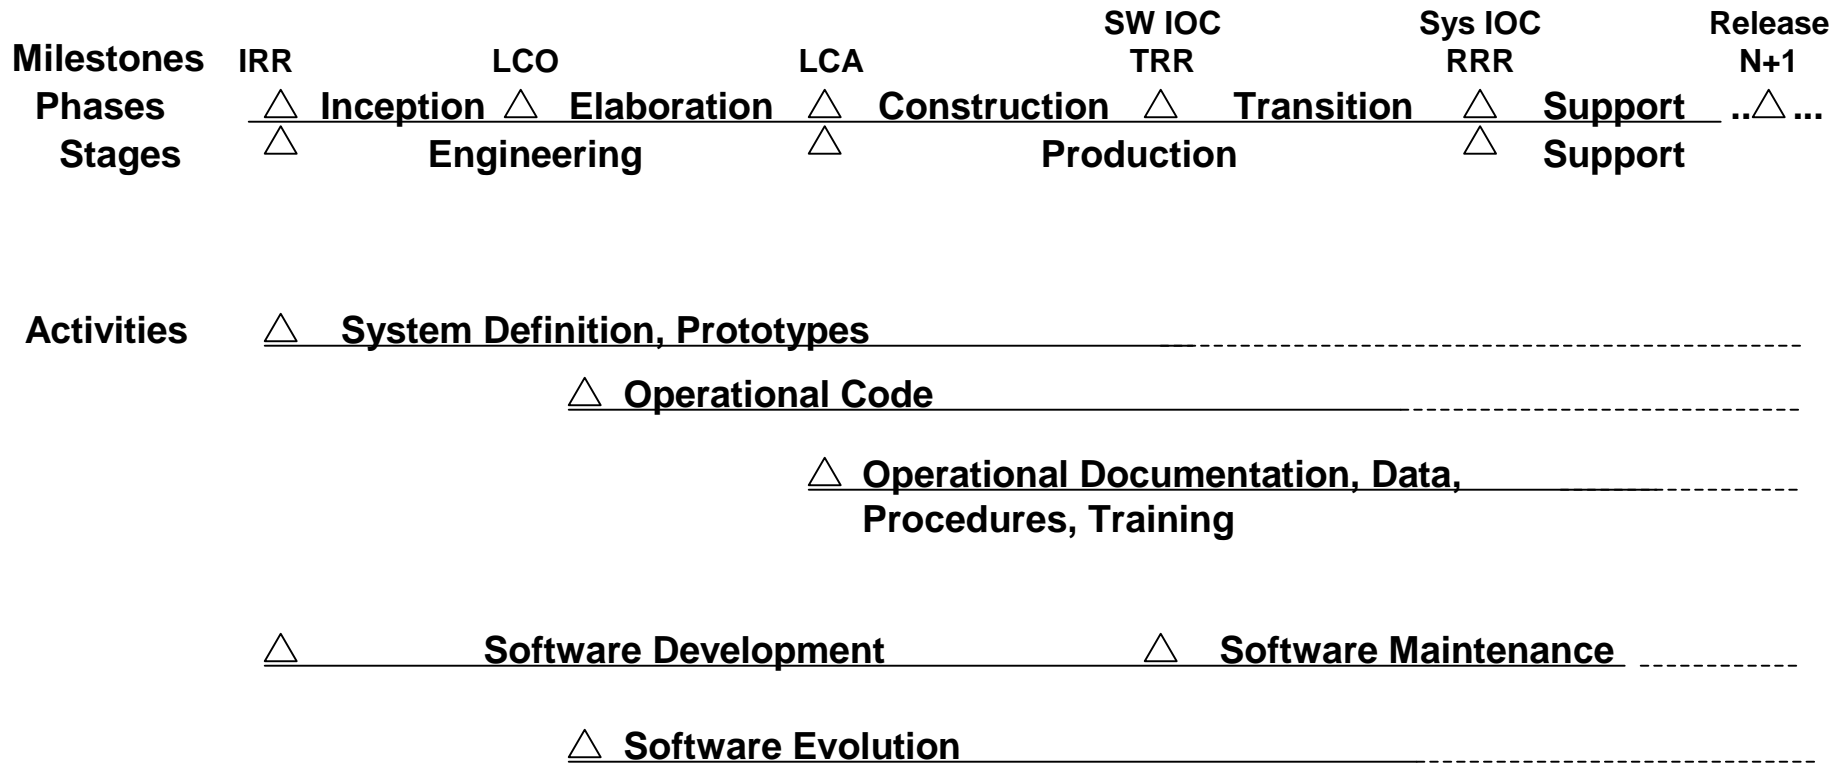 SW IOC Sys IOC Release
Milestones IRR LCO LCA TRR RRR N+1
Phases Inception Elaboration Construction Transition Support .. ...
Stages Engineering Production Support
Activities System Definition, Prototypes
Operational Code
Operational Documentation, Data,
Procedures, Training
Software Development Software Maintenance
Software Evolution